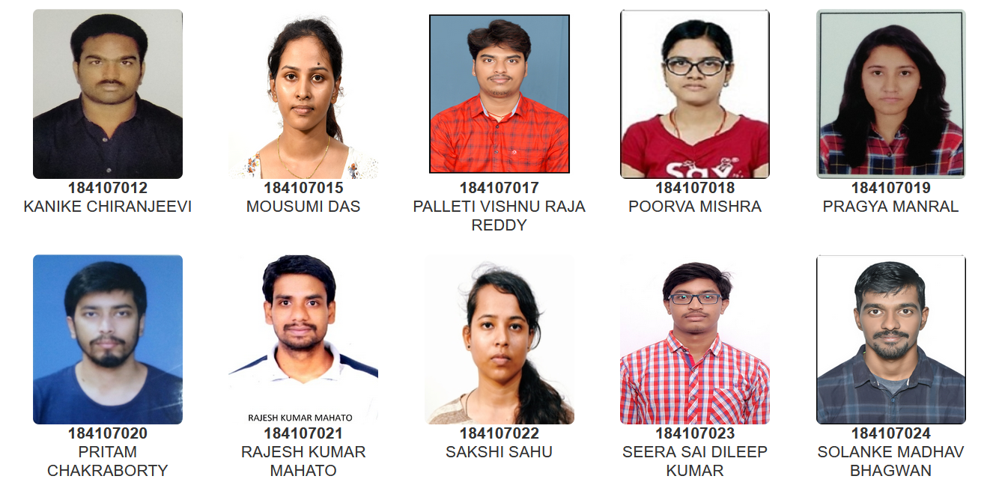 184107012
KANIKE CHIRANJEEVI
184107015
MOUSUMI DAS
184107017
PALLETI VISHNU RAJA
REDDY
184107018
POORVA MISHRA
184107019
PRAGYA MANRAL
RAJESH KUMAR MAHATO
184107020
PRITAM
CHAKRABORTY
184107021
RAJESH KUMAR
MAHATO
184107022
SAKSHI SAHU
184107023
SEERA SAI DILEEP
KUMAR
184107024
SOLANKE MADHAV
BHAGWAN